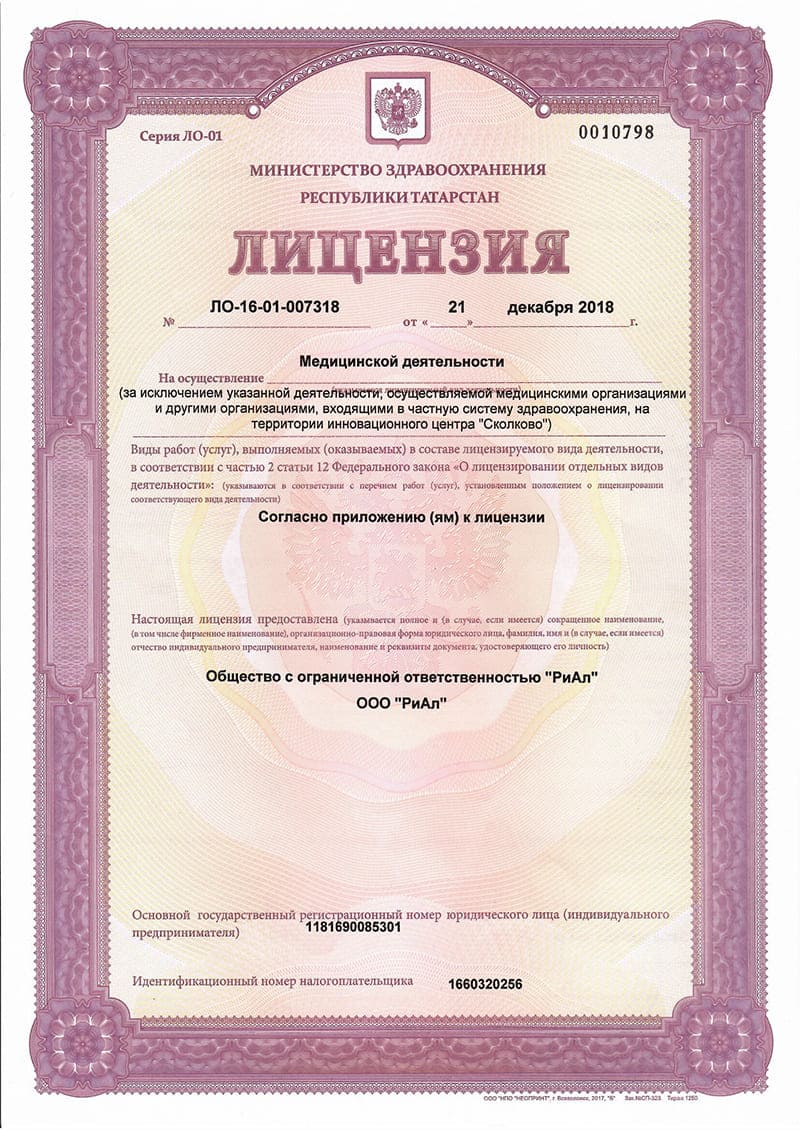 Серия ЛО-01
0010798
МИНИСТЕРСТВО ЗДРАВООХРАНЕНИЯ
РЕСПУБЛИКИ ТАТАРСТАН
ЛИЦЕНЗИЯ
№ ЛО-16-01-007318 от « 21 » декабря 2018 г.
На осуществление Медицинской деятельности
(за исключением указанной деятельности, осуществляемой медицинскими организациями
и другими организациями, входящими в частную систему здравоохранения, на
территории инновационного центра "Сколково")
Виды работ (услуг), выполняемых (оказываемых) в составе лицензируемого вида деятельности,
в соответствии с частью 2 статьи 12 Федерального закона «О лицензировании отдельных видов
деятельности»: (указываются в соответствии с перечнем работ (услуг), установленным положением о лицензировании
соответствующего вида деятельности)
Согласно приложению (ям) к лицензии
Настоящая лицензия предоставлена (указывается полное и (в случае, если имеется) сокращенное наименование,
(в том числе фирменное наименование), организационно-правовая форма юридического лица, фамилия, имя и (в случае, если имеется)
отчество индивидуального предпринимателя, наименование и реквизиты документа, удостоверяющего его личность)
Общество с ограниченной ответственностью "РиАл"
ООО "РиАл"
Основной государственный регистрационный номер юридического лица (индивидуального
предпринимателя) 1181690085301
Идентификационный номер налогоплательщика 1660320256
ООО "НПО "НЕОПРИНТ", г. Всеволожск, 2017, "Б" Зак.№СП-323 Тираж 1250